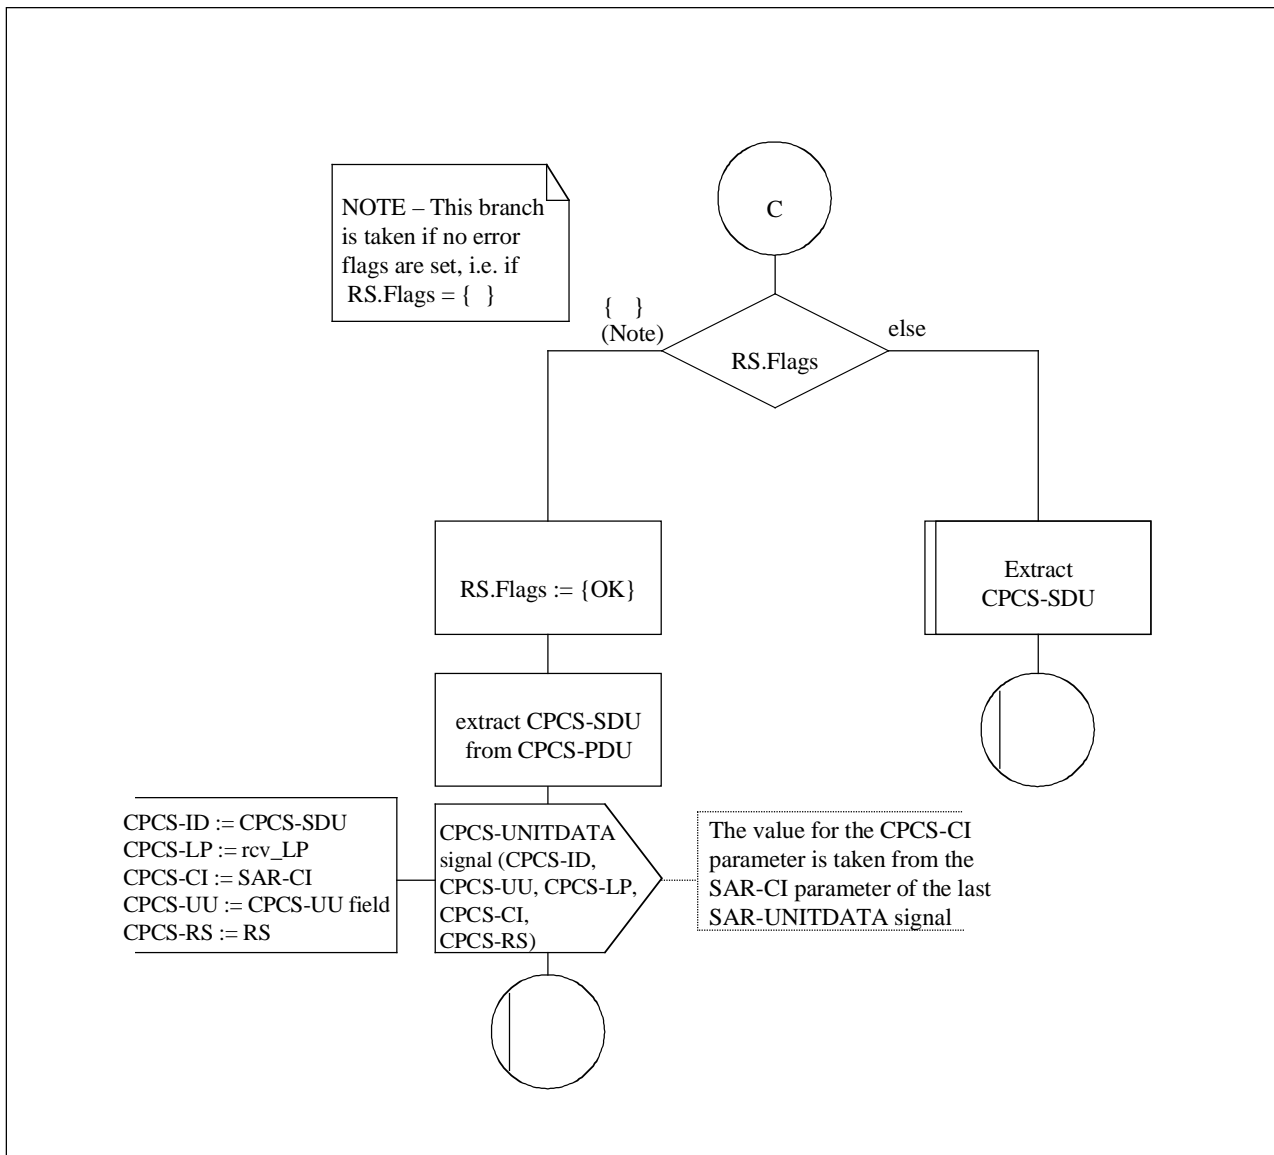 C
NOTE – This branch
is taken if no error
flags are set, i.e. if
RS.Flags = {  }
{  }
(Note)
else
RS.Flags
RS.Flags := {OK}
Extract
CPCS-SDU
extract CPCS-SDU
from CPCS-PDU
CPCS-ID := CPCS-SDU
CPCS-LP := rcv_LP
CPCS-CI := SAR-CI
CPCS-UU := CPCS-UU field
CPCS-RS := RS
CPCS-UNITDATA
signal (CPCS-ID,
CPCS-UU, CPCS-LP,
CPCS-CI,
CPCS-RS)
The value for the CPCS-CI
parameter is taken from the
SAR-CI parameter of the last
SAR-UNITDATA signal